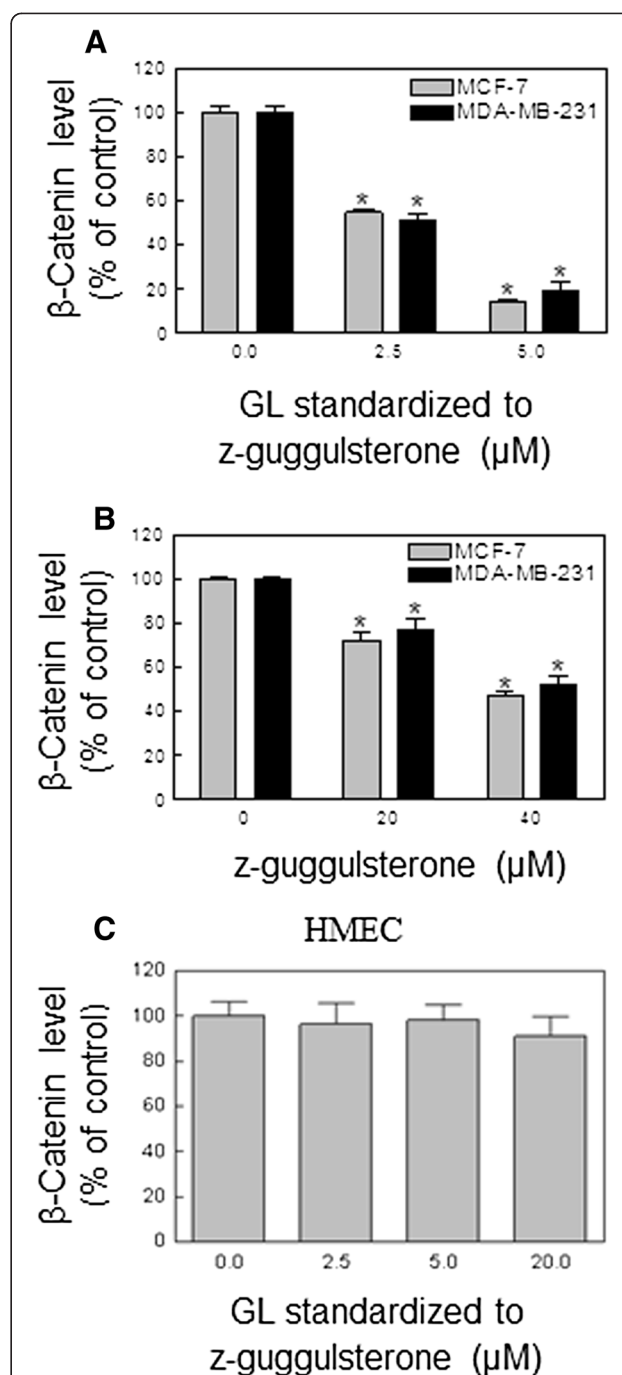 A
β-Catenin level
(% of control)
120
100
80
60
40
20
0
MCF-7
MDA-MB-231
* *
* *
0.0 2.5 5.0
GL standardized to
z-guggulsterone (µM)
B
β-Catenin level
(% of control)
120
100
80
60
40
20
0
MCF-7
MDA-MB-231
* *
* *
0 20 40
z-guggulsterone (µM)
C
HMEC
β-Catenin level
(% of control)
120
100
80
60
40
20
0
0.0 2.5 5.0 20.0
GL standardized to
z-guggulsterone (µM)